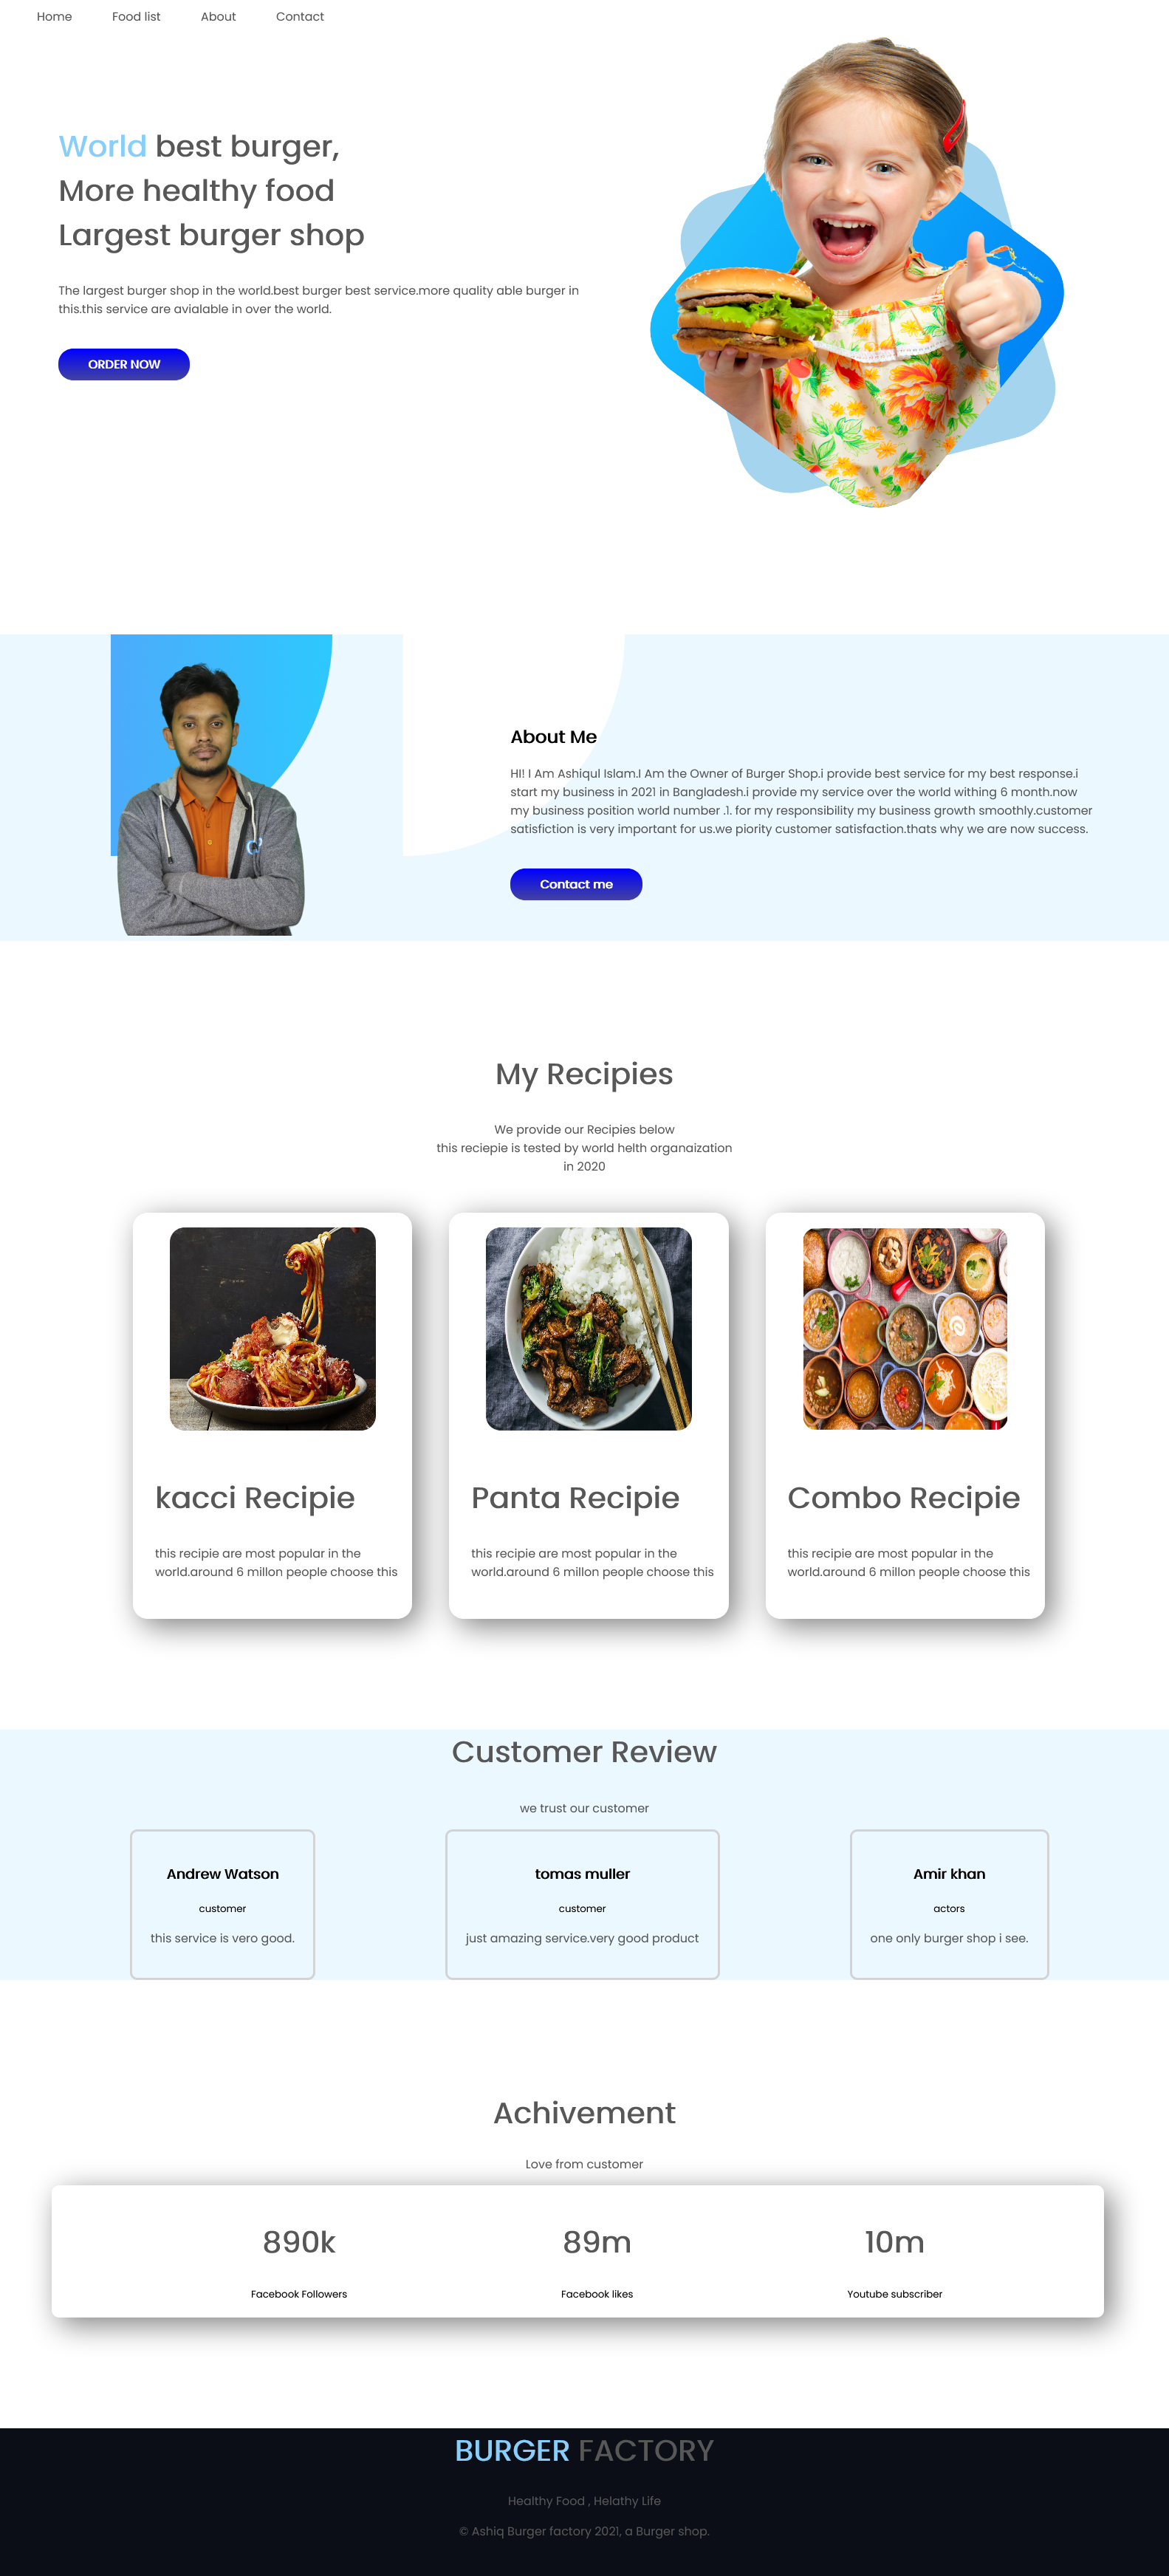 Home Food list About Contact
World best burger,
More healthy food
Largest burger shop
The largest burger shop in the world.best burger best service.more quality able burger in
this.this service are avialable in over the world.
ORDER NOW
About Me
HI! I Am Ashiqul Islam.I Am the Owner of Burger Shop.i provide best service for my best response.i
start my business in 2021 in Bangladesh.i provide my service over the world withing 6 month.now
my business position world number .1. for my responsibility my business growth smoothly.customer
satisfiction is very important for us.we piority customer satisfaction.thats why we are now success.
Contact me
My Recipies
We provide our Recipies below
this reciepie is tested by world helth organaization
in 2020
kacci Recipie
this recipie are most popular in the
world.around 6 millon people choose this
Panta Recipie
this recipie are most popular in the
world.around 6 millon people choose this
Combo Recipie
this recipie are most popular in the
world.around 6 millon people choose this
Customer Review
we trust our customer
Andrew Watson
customer
this service is vero good.
tomas muller
customer
just amazing service.very good product
Amir khan
actors
one only burger shop i see.
Achivement
Love from customer
890k
Facebook Followers
89m
Facebook likes
10m
Youtube subscriber
BURGER FACTORY
Healthy Food , Helathy Life
© Ashiq Burger factory 2021, a Burger shop.